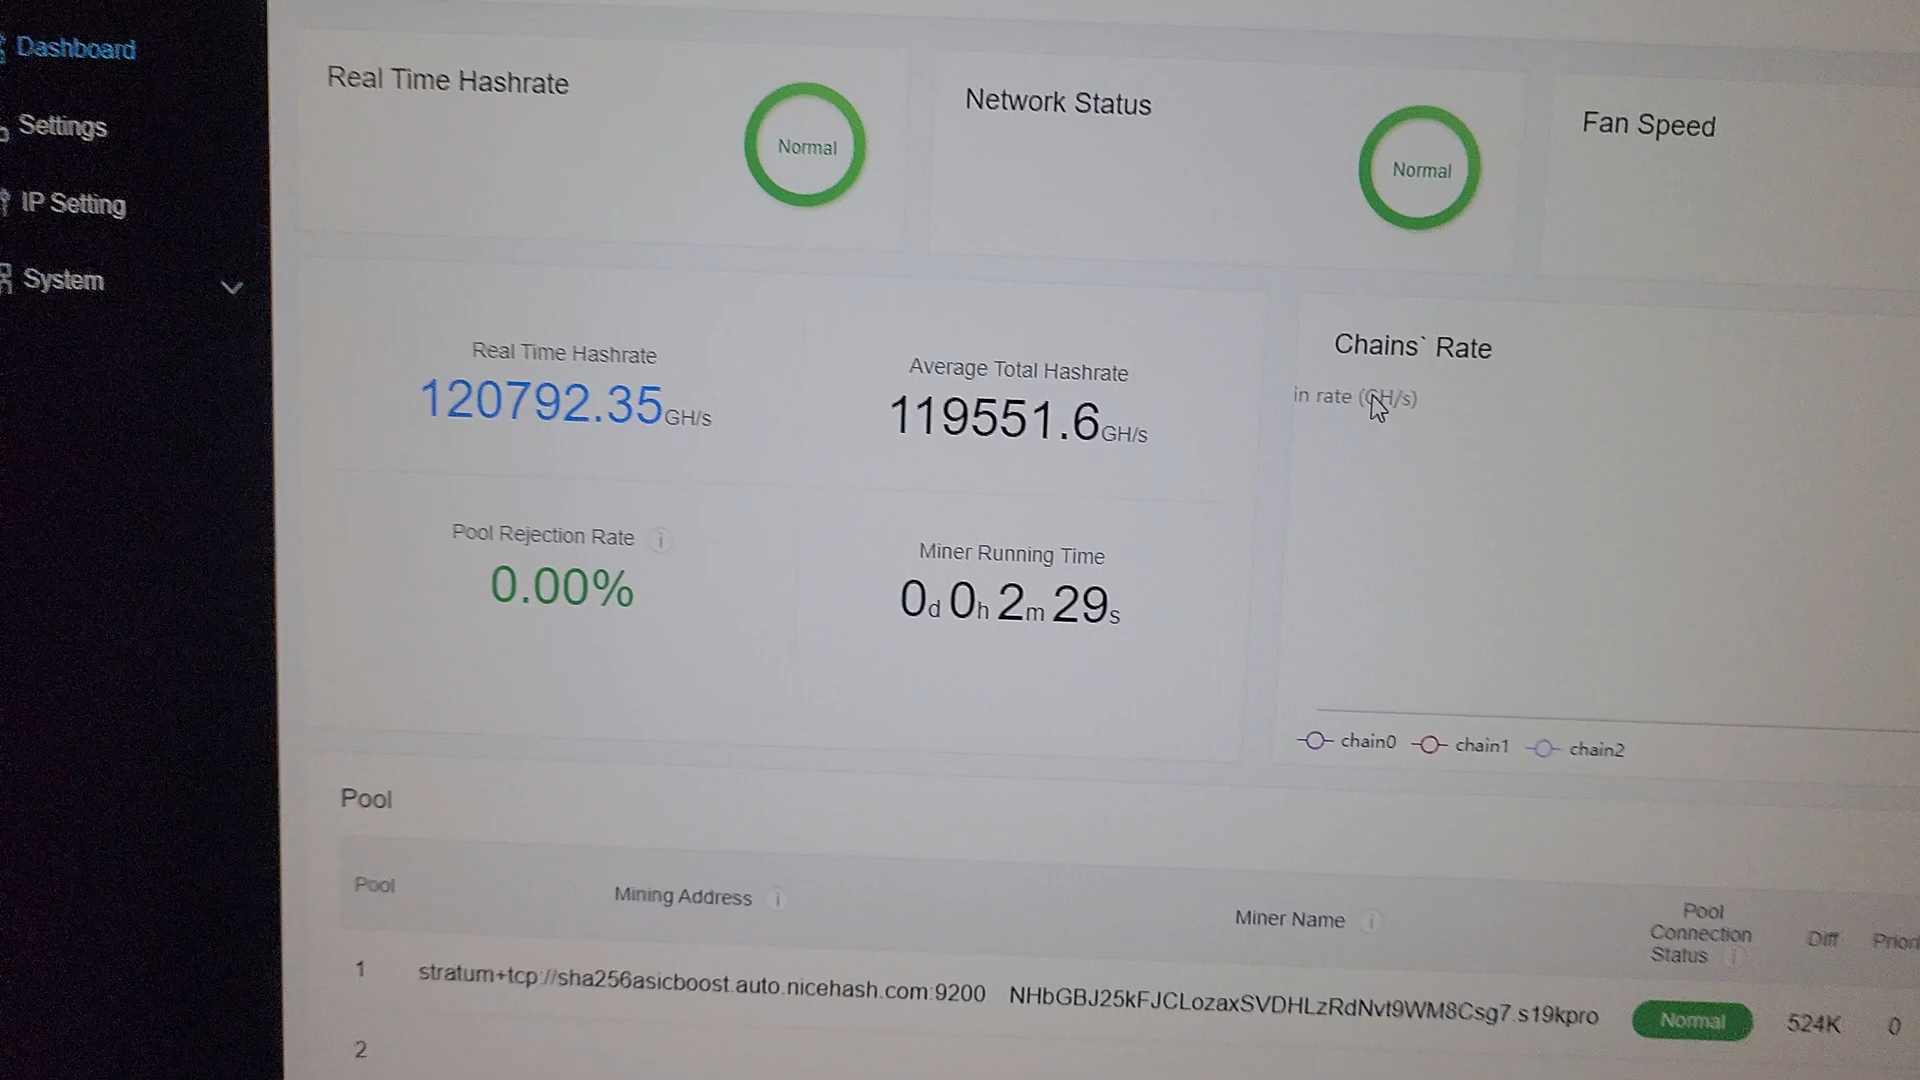 Dashboard
Settings
IP Setting
System
Real Time Hashrate
Normal
Network Status
Normal
Fan Speed
Real Time Hashrate
120792.35GH/s
Average Total Hashrate
119551.6GH/s
Pool Rejection Rate i
0.00%
Miner Running Time
0d 0h 2m 29s
Chains` Rate
in rate (GH/s)
chain0 chain1 chain2
Pool
Pool Mining Address i Miner Name i Pool Connection Status i Diff Priori
1 stratum+tcp://sha256asicboost.auto.nicehash.com:9200 NHbGBJ25kFJCLozaxSVDHLzRdNvt9WM8Csg7.s19kpro Normal 524K 0
2